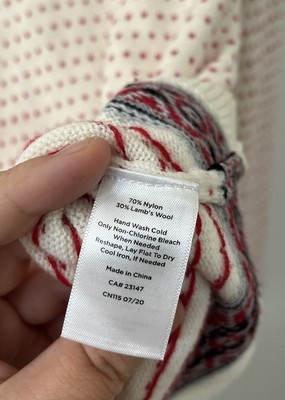 70% Nylon
30% Lamb's Wool
Hand Wash Cold
Only Non-Chlorine Bleach
When Needed
Reshape, Lay Flat To Dry
Cool Iron, If Needed
Made in China
CA# 23147
CN115 07/20